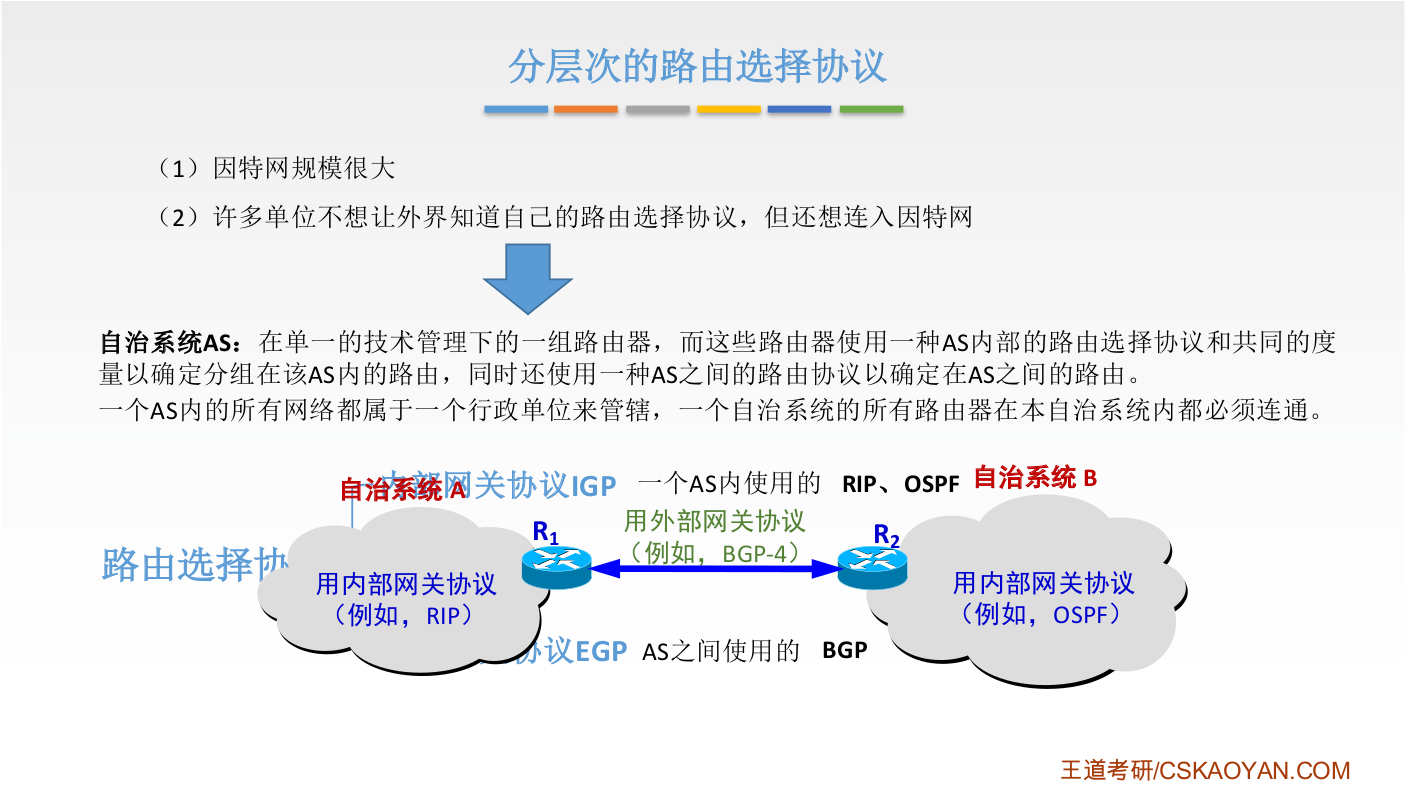 分层次的路由选择协议
（1）因特网规模很大
（2）许多单位不想让外界知道自己的路由选择协议，但还想连入因特网
自治系统AS：在单一的技术管理下的一组路由器，而这些路由器使用一种AS内部的路由选择协议和共同的度
量以确定分组在该AS内的路由，同时还使用一种AS之间的路由协议以确定在AS之间的路由。
一个AS内的所有网络都属于一个行政单位来管辖，一个自治系统的所有路由器在本自治系统内都必须连通。
内部网关协议IGP 一个AS内使用的 RIP、OSPF
自治系统 A
自治系统 B
R1
用外部网关协议
（例如，BGP-4）
R2
路由选择协
用内部网关协议
（例如，RIP）
用内部网关协议
（例如，OSPF）
协议EGP AS之间使用的 BGP
王道考研/CSKAOYAN.COM